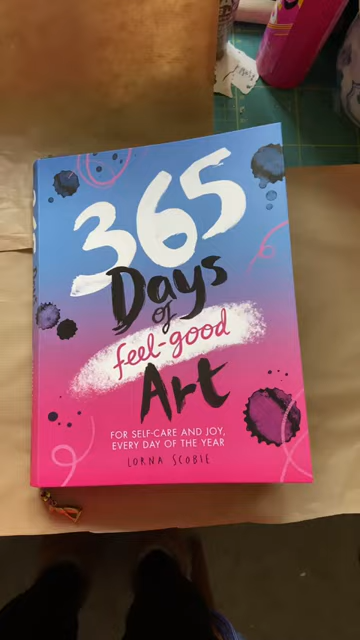 365
Days
of
feel-good
Art
FOR SELF-CARE AND JOY,
EVERY DAY OF THE YEAR
LORNA SCOBIE